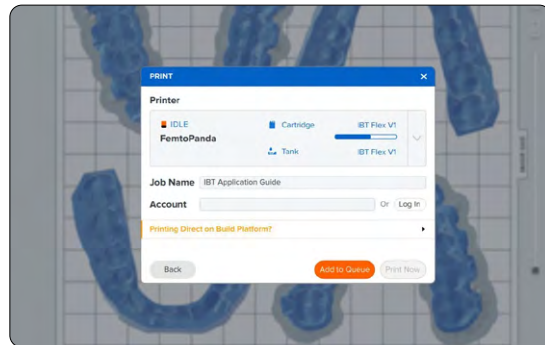 PRINT
Printer
IDLE
FemtoPanda
Cartridge IBT Flex V1
Tank IBT Flex V1
Job Name IBT Application Guide
Account Or Log In
Printing Direct on Build Platform?
Back Add to Queue Print Now